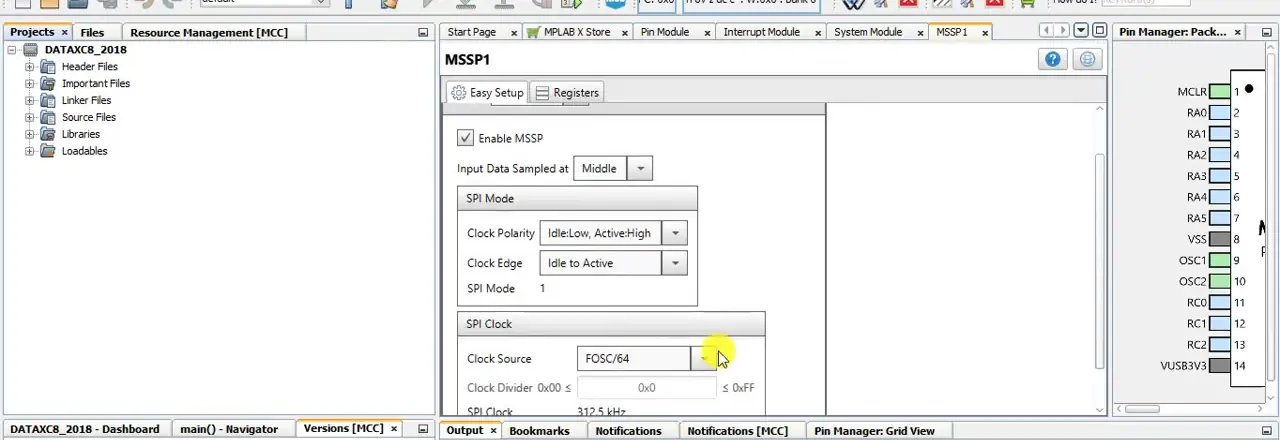 default
PC: 0x0
How do I?
Projects
Files
Resource Management [MCC]
DATAXC8_2018
Header Files
Important Files
Linker Files
Source Files
Libraries
Loadables
DATAXC8_2018 - Dashboard
main() - Navigator
Versions [MCC]
Start Page
MPLAB X Store
Pin Module
Interrupt Module
System Module
MSSP1
MSSP1
Easy Setup
Registers
Enable MSSP
Input Data Sampled at Middle
SPI Mode
Clock Polarity Idle:Low, Active:High
Clock Edge Idle to Active
SPI Mode 1
SPI Clock
Clock Source FOSC/64
Clock Divider 0x00 ≤ 0x0 ≤ 0xFF
SPI Clock 312.5 kHz
Output
Bookmarks
Notifications
Notifications [MCC]
Pin Manager: Grid View
Pin Manager: Pack...
MCLR 1
RA0 2
RA1 3
RA2 4
RA3 5
RA4 6
RA5 7
VSS 8
OSC1 9
OSC2 10
RC0 11
RC1 12
RC2 13
VUSB3V3 14